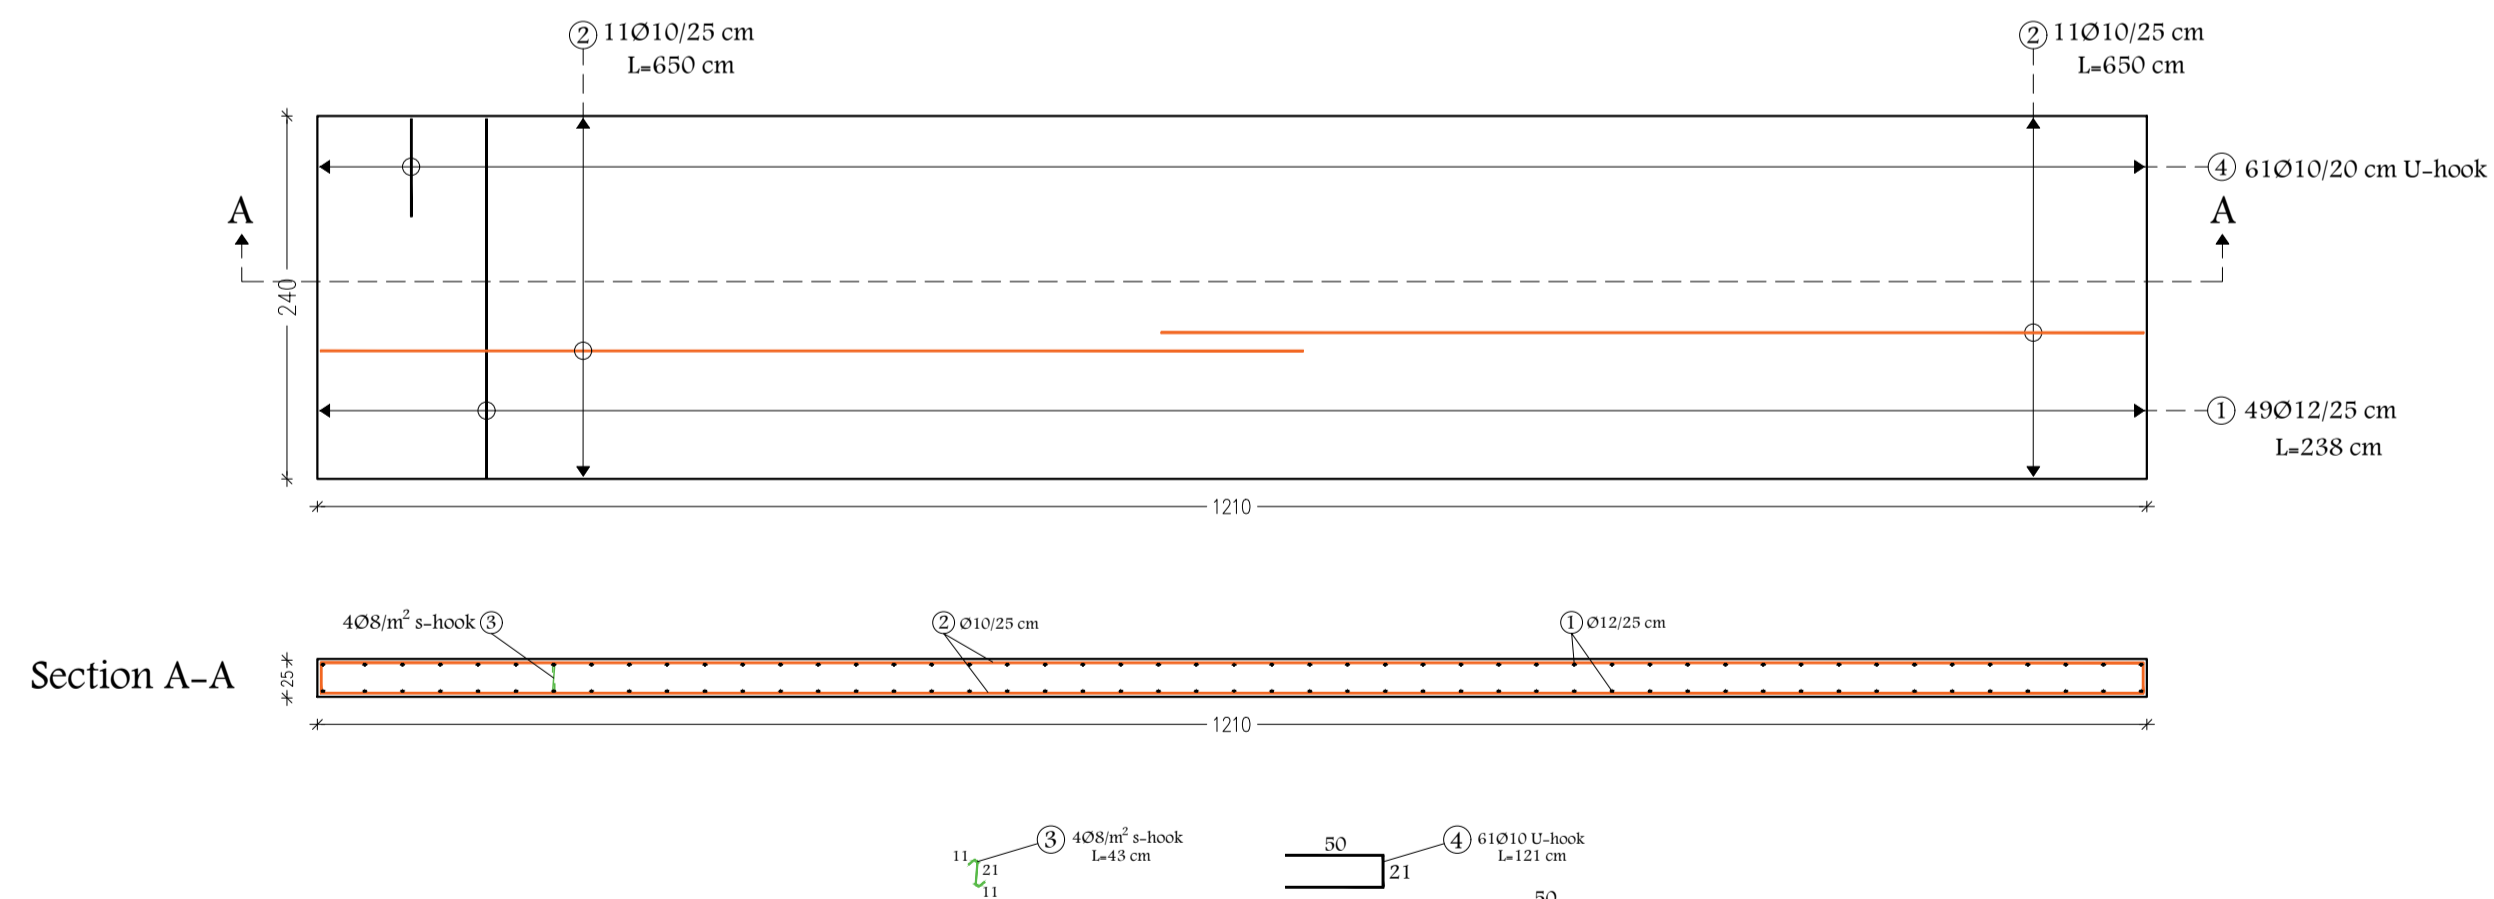 ② 11Ø10/25 cm
L=650 cm
② 11Ø10/25 cm
L=650 cm
④ 61Ø10/20 cm U-hook
A
A
240
① 49Ø12/25 cm
L=238 cm
1210
4Ø8/m² s-hook ③
② Ø10/25 cm
① Ø12/25 cm
Section A-A
25
1210
③ 4Ø8/m² s-hook
L=43 cm
11
21
11
50
④ 61Ø10 U-hook
L=121 cm
21
50